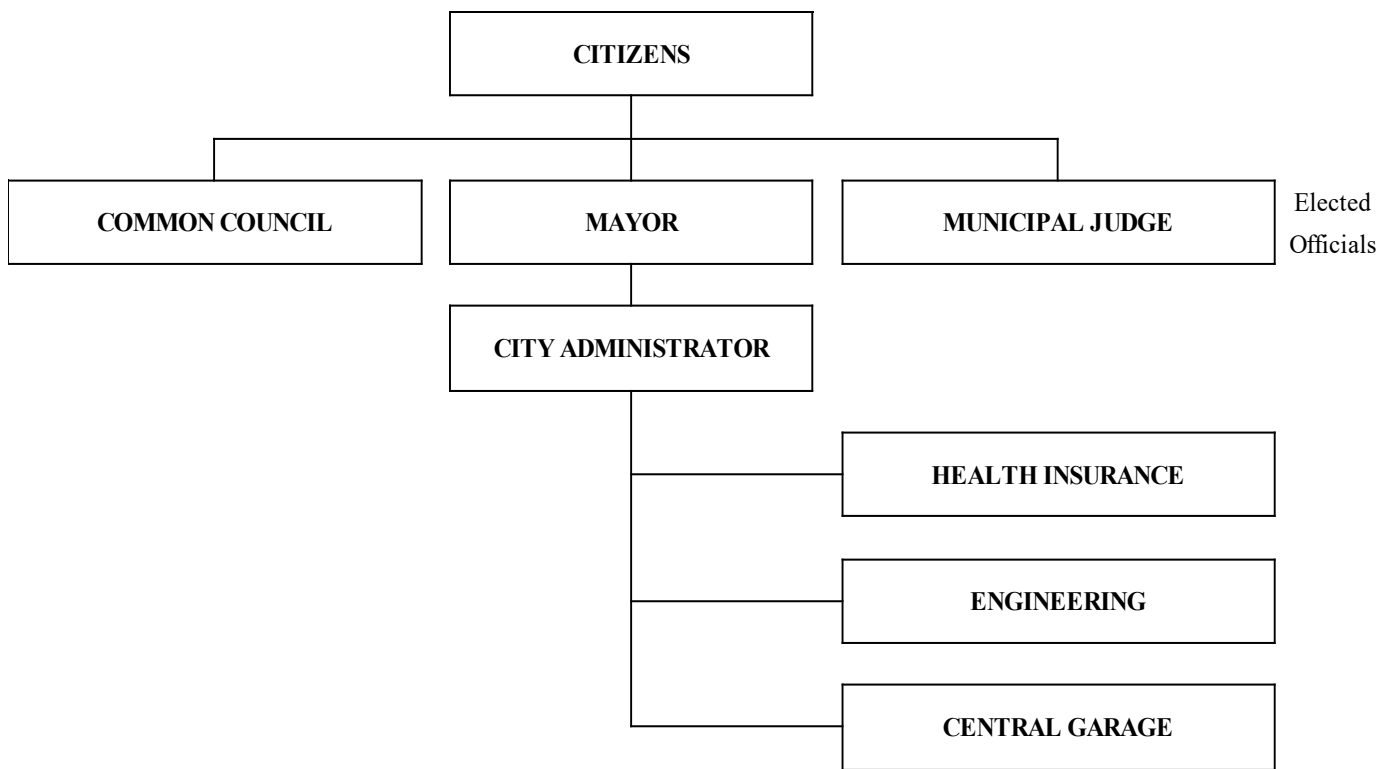 CITIZENS
COMMON COUNCIL
MAYOR
MUNICIPAL JUDGE
Elected
Officials
CITY ADMINISTRATOR
HEALTH INSURANCE
ENGINEERING
CENTRAL GARAGE